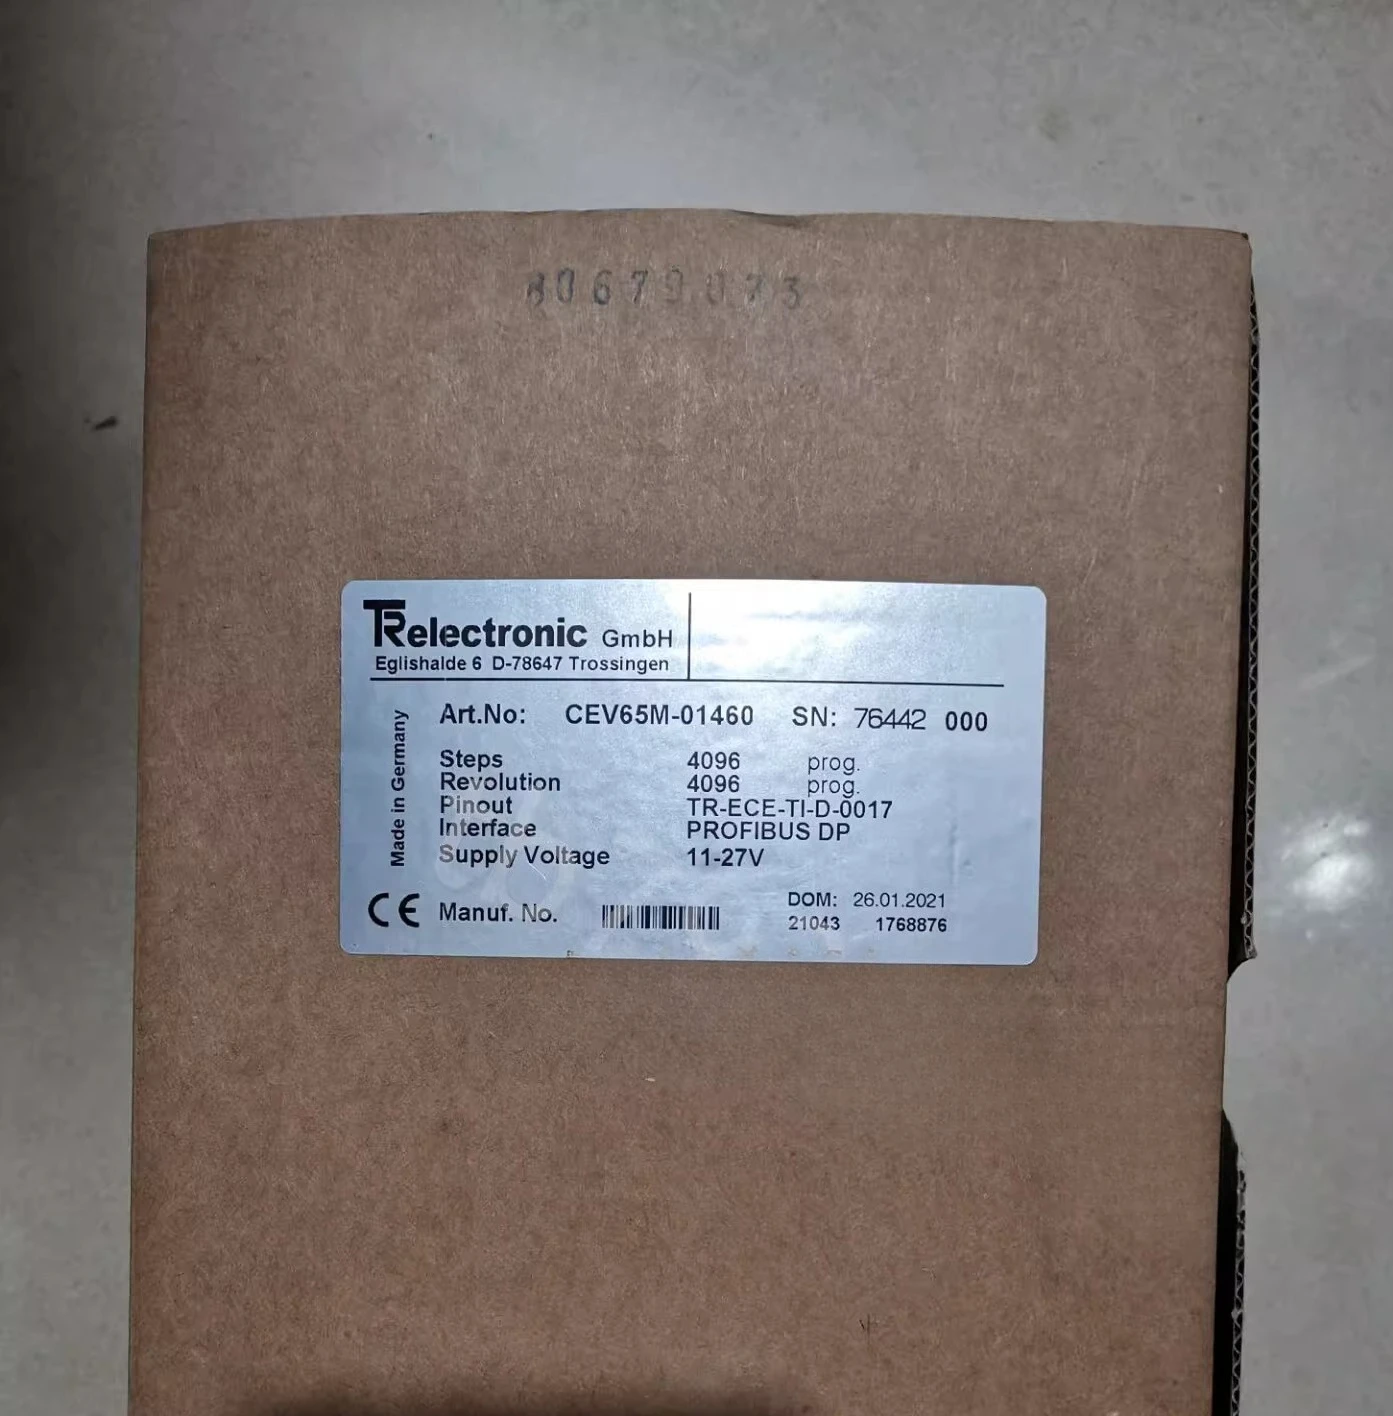 80679073
TRelectronic GmbH
Eglishalde 6 D-78647 Trossingen
Made in Germany
Art.No: CEV65M-01460 SN: 76442 000
Steps 4096 prog.
Revolution 4096 prog.
Pinout TR-ECE-TI-D-0017
Interface PROFIBUS DP
Supply Voltage 11-27V
CE Manuf. No.
DOM: 26.01.2021
21043 1768876